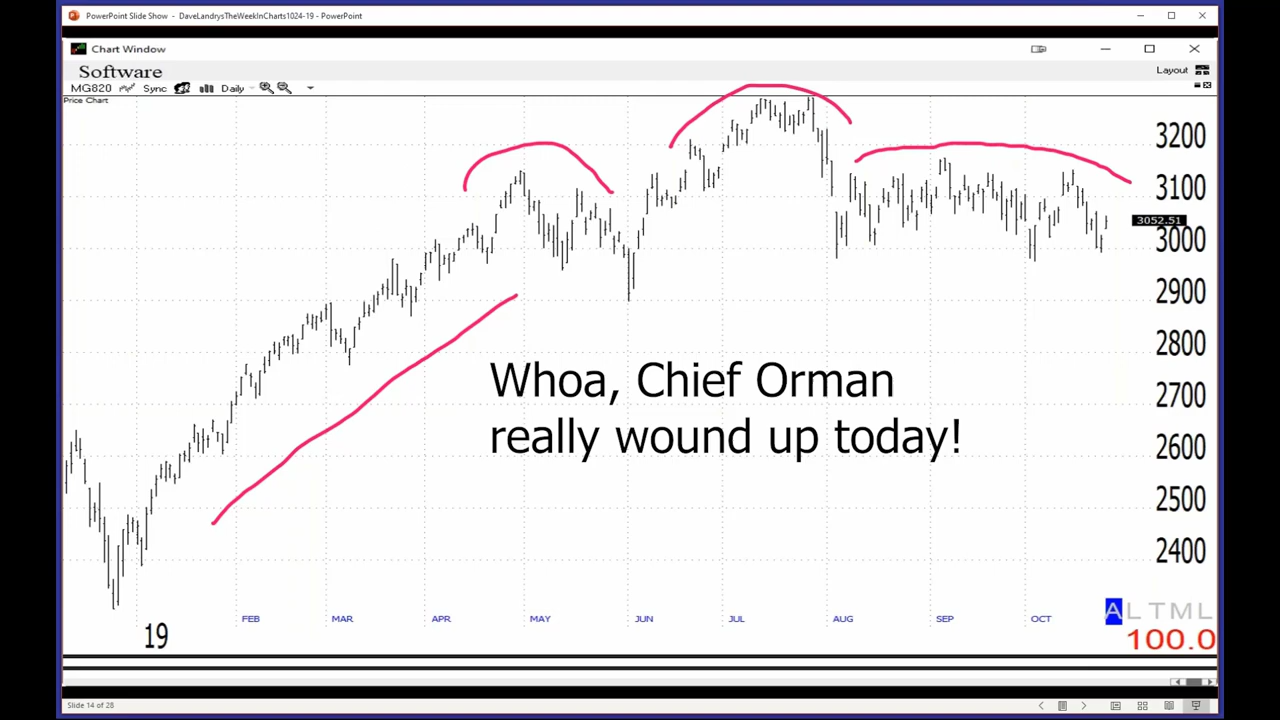 PowerPoint Slide Show - DaveLandrysTheWeekInCharts1024-19 - PowerPoint
Chart Window
Software
Layout
MG820 Sync Daily
Price Chart
3200
3100
3052.51
3000
2900
2800
2700
2600
2500
2400
Whoa, Chief Orman
really wound up today!
FEB MAR APR MAY JUN JUL AUG SEP OCT
19
ALTML
100.0
Slide 14 of 28